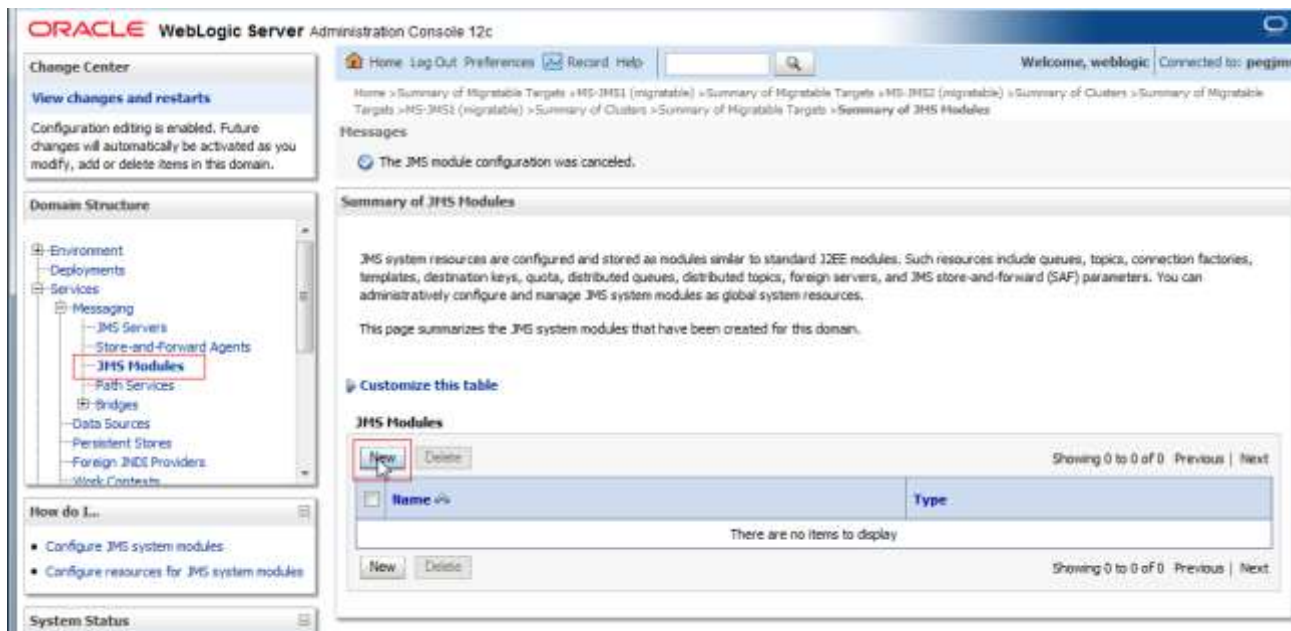 ORACLE WebLogic Server Administration Console 12c
Change Center
View changes and restarts
Configuration editing is enabled. Future
changes will automatically be activated as you
modify, add or delete items in this domain.
Domain Structure
Environment
Deployments
Services
Messaging
JMS Servers
Store-and-Forward Agents
JMS Modules
Path Services
Bridges
Data Sources
Persistent Stores
Foreign JNDI Providers
Work Contexts
How do I...
Configure JMS system modules
Configure resources for JMS system modules
System Status
Home Log Out Preferences Record Help
Welcome, weblogic Connected to: pegjms
Home >Summary of Migratable Targets >MS-JMS1 (migratable) >Summary of Migratable Targets >MS-JMS2 (migratable) >Summary of Clusters >Summary of Migratable
Targets >MS-JMS1 (migratable) >Summary of Clusters >Summary of Migratable Targets >Summary of JMS Modules
Messages
The JMS module configuration was canceled.
Summary of JMS Modules
JMS system resources are configured and stored as modules similar to standard J2EE modules. Such resources include queues, topics, connection factories,
templates, destination keys, quota, distributed queues, distributed topics, foreign servers, and JMS store-and-forward (SAF) parameters. You can
administratively configure and manage JMS system modules as global system resources.
This page summarizes the JMS system modules that have been created for this domain.
Customize this table
JMS Modules
New Delete Showing 0 to 0 of 0 Previous | Next
Name Type
There are no items to display
New Delete Showing 0 to 0 of 0 Previous | Next